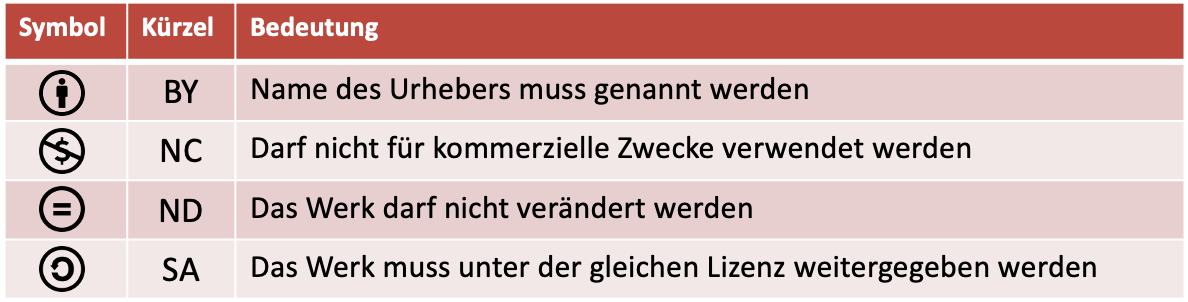 Symbol Kürzel Bedeutung
BY Name des Urhebers muss genannt werden
$ NC Darf nicht für kommerzielle Zwecke verwendet werden
= ND Das Werk darf nicht verändert werden
SA Das Werk muss unter der gleichen Lizenz weitergegeben werden